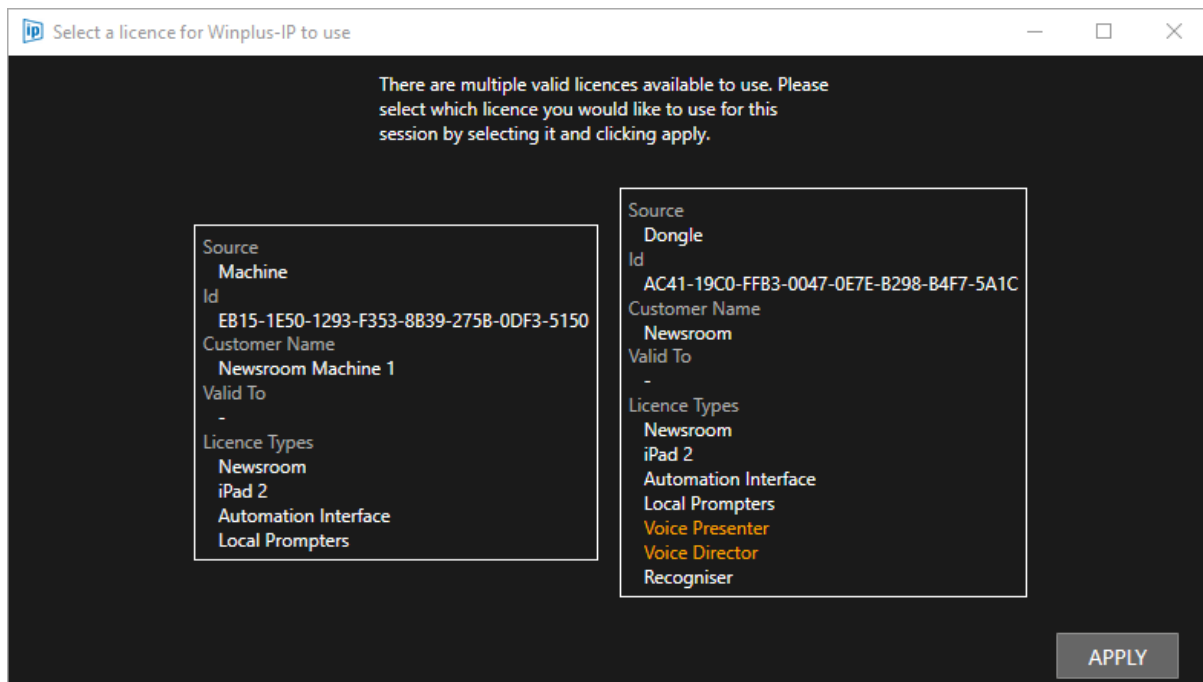 ip Select a licence for Winplus-IP to use
There are multiple valid licences available to use. Please
select which licence you would like to use for this
session by selecting it and clicking apply.
Source
Machine
Id
EB15-1E50-1293-F353-8B39-275B-0DF3-5150
Customer Name
Newsroom Machine 1
Valid To
-
Licence Types
Newsroom
iPad 2
Automation Interface
Local Prompters
Source
Dongle
Id
AC41-19C0-FFB3-0047-0E7E-B298-B4F7-5A1C
Customer Name
Newsroom
Valid To
-
Licence Types
Newsroom
iPad 2
Automation Interface
Local Prompters
Voice Presenter
Voice Director
Recogniser
APPLY